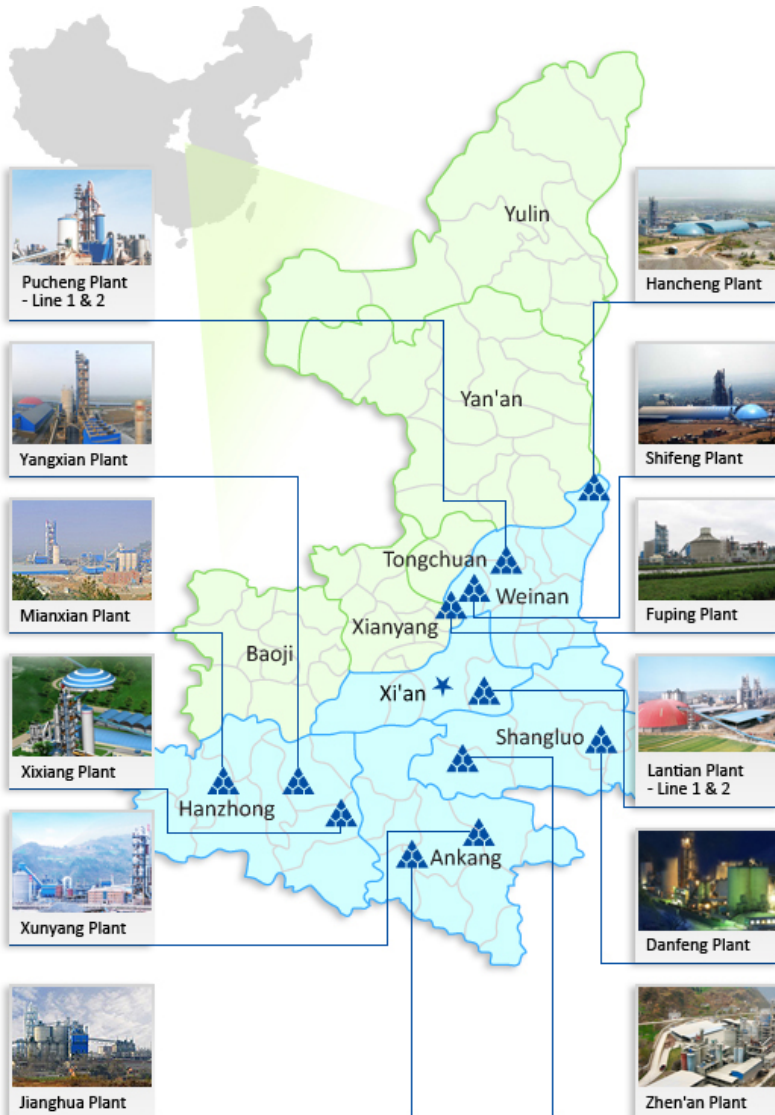 Yulin
Pucheng Plant
- Line 1 & 2
Hancheng Plant
Yan'an
Yangxian Plant
Shifeng Plant
Tongchuan
Weinan
Mianxian Plant
Xianyang
Fuping Plant
Baoji
Xi'an
Shangluo
Xixiang Plant
Lantian Plant
- Line 1 & 2
Hanzhong
Ankang
Xunyang Plant
Danfeng Plant
Jianghua Plant
Zhen'an Plant